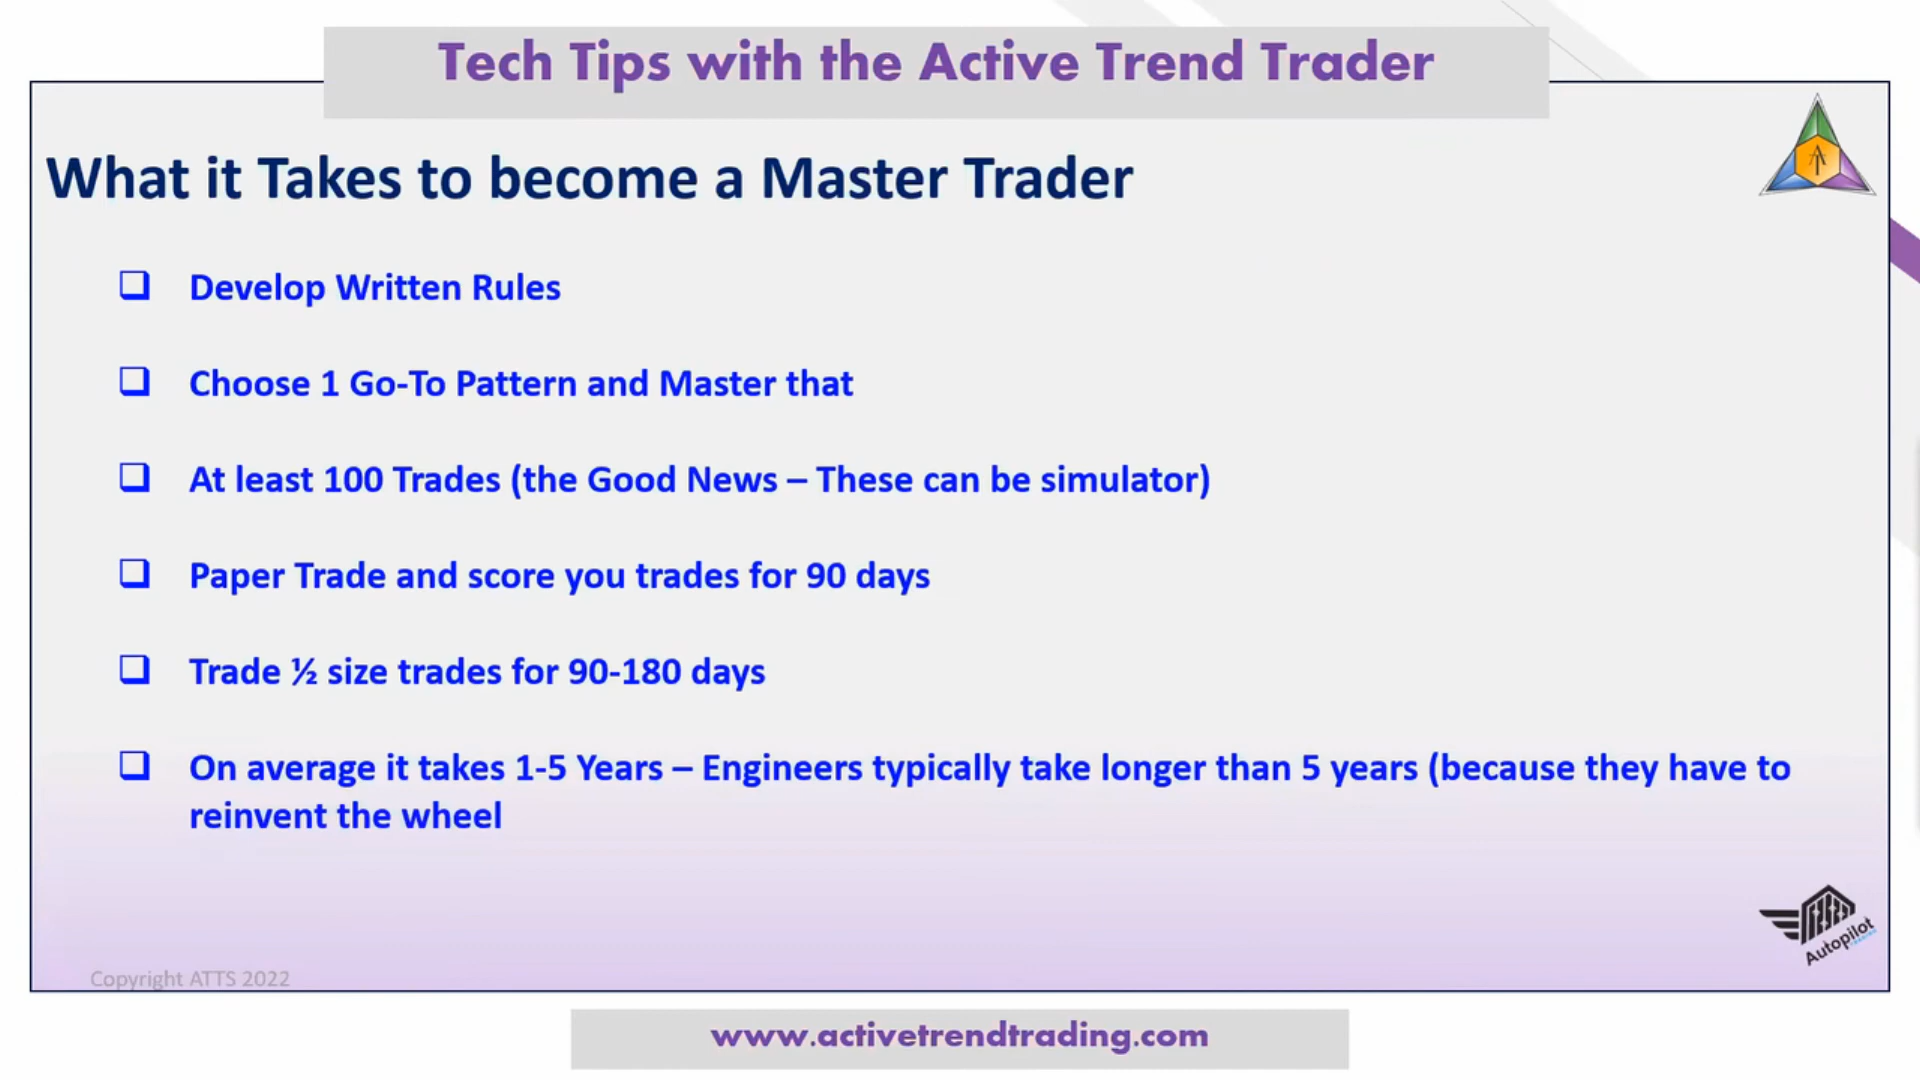 Tech Tips with the Active Trend Trader
What it Takes to become a Master Trader
Develop Written Rules
Choose 1 Go-To Pattern and Master that
At least 100 Trades (the Good News – These can be simulator)
Paper Trade and score you trades for 90 days
Trade ½ size trades for 90-180 days
On average it takes 1-5 Years – Engineers typically take longer than 5 years (because they have to
reinvent the wheel
Autopilot
Copyright ATTS 2022
www.activetrendtrading.com